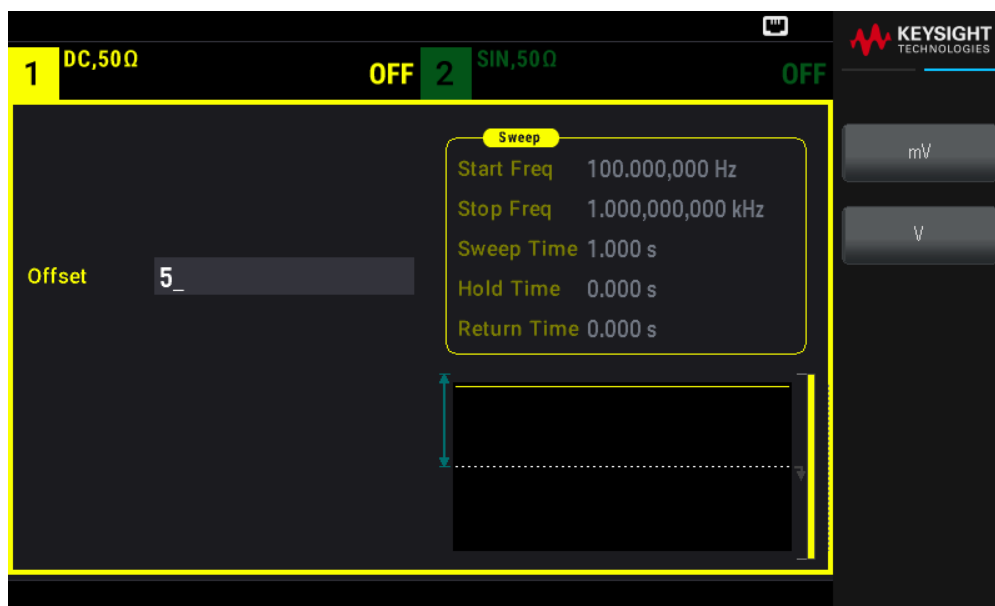 KEYSIGHT
TECHNOLOGIES
1 DC,50Ω OFF 2 SIN,50Ω OFF
Sweep
Start Freq 100.000,000 Hz
Stop Freq 1.000,000,000 kHz
Sweep Time 1.000 s
Hold Time 0.000 s
Return Time 0.000 s
Offset 5_
mV
V